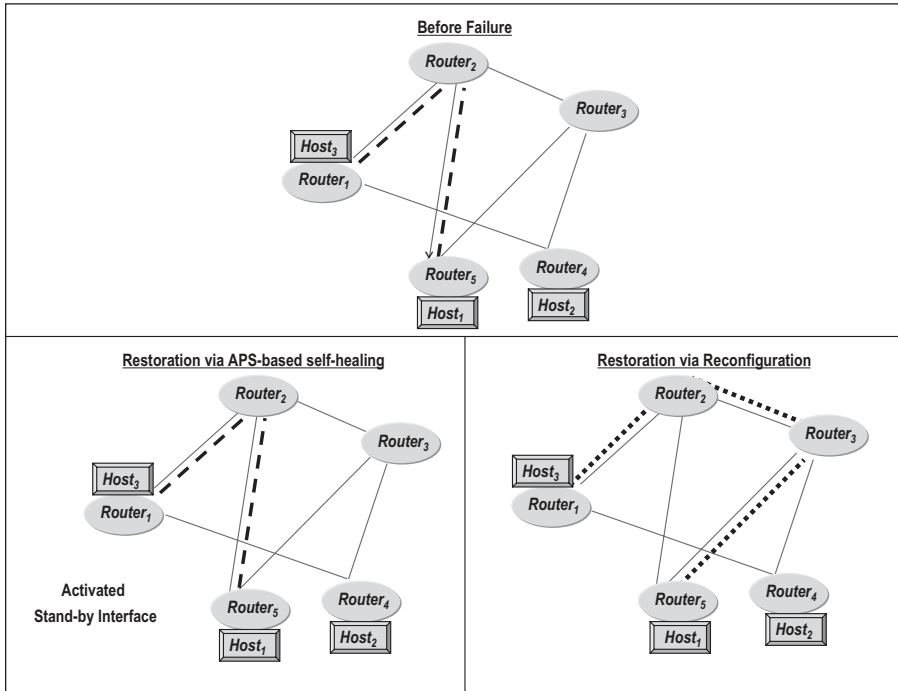 Before Failure
Router2
Router3
Host3
Router1
Router5
Router4
Host1
Host2
Restoration via APS-based self-healing
Router2
Router3
Host3
Router1
Activated
Stand-by Interface
Router5
Router4
Host1
Host2
Restoration via Reconfiguration
Router2
Router3
Host3
Router1
Router5
Router4
Host1
Host2